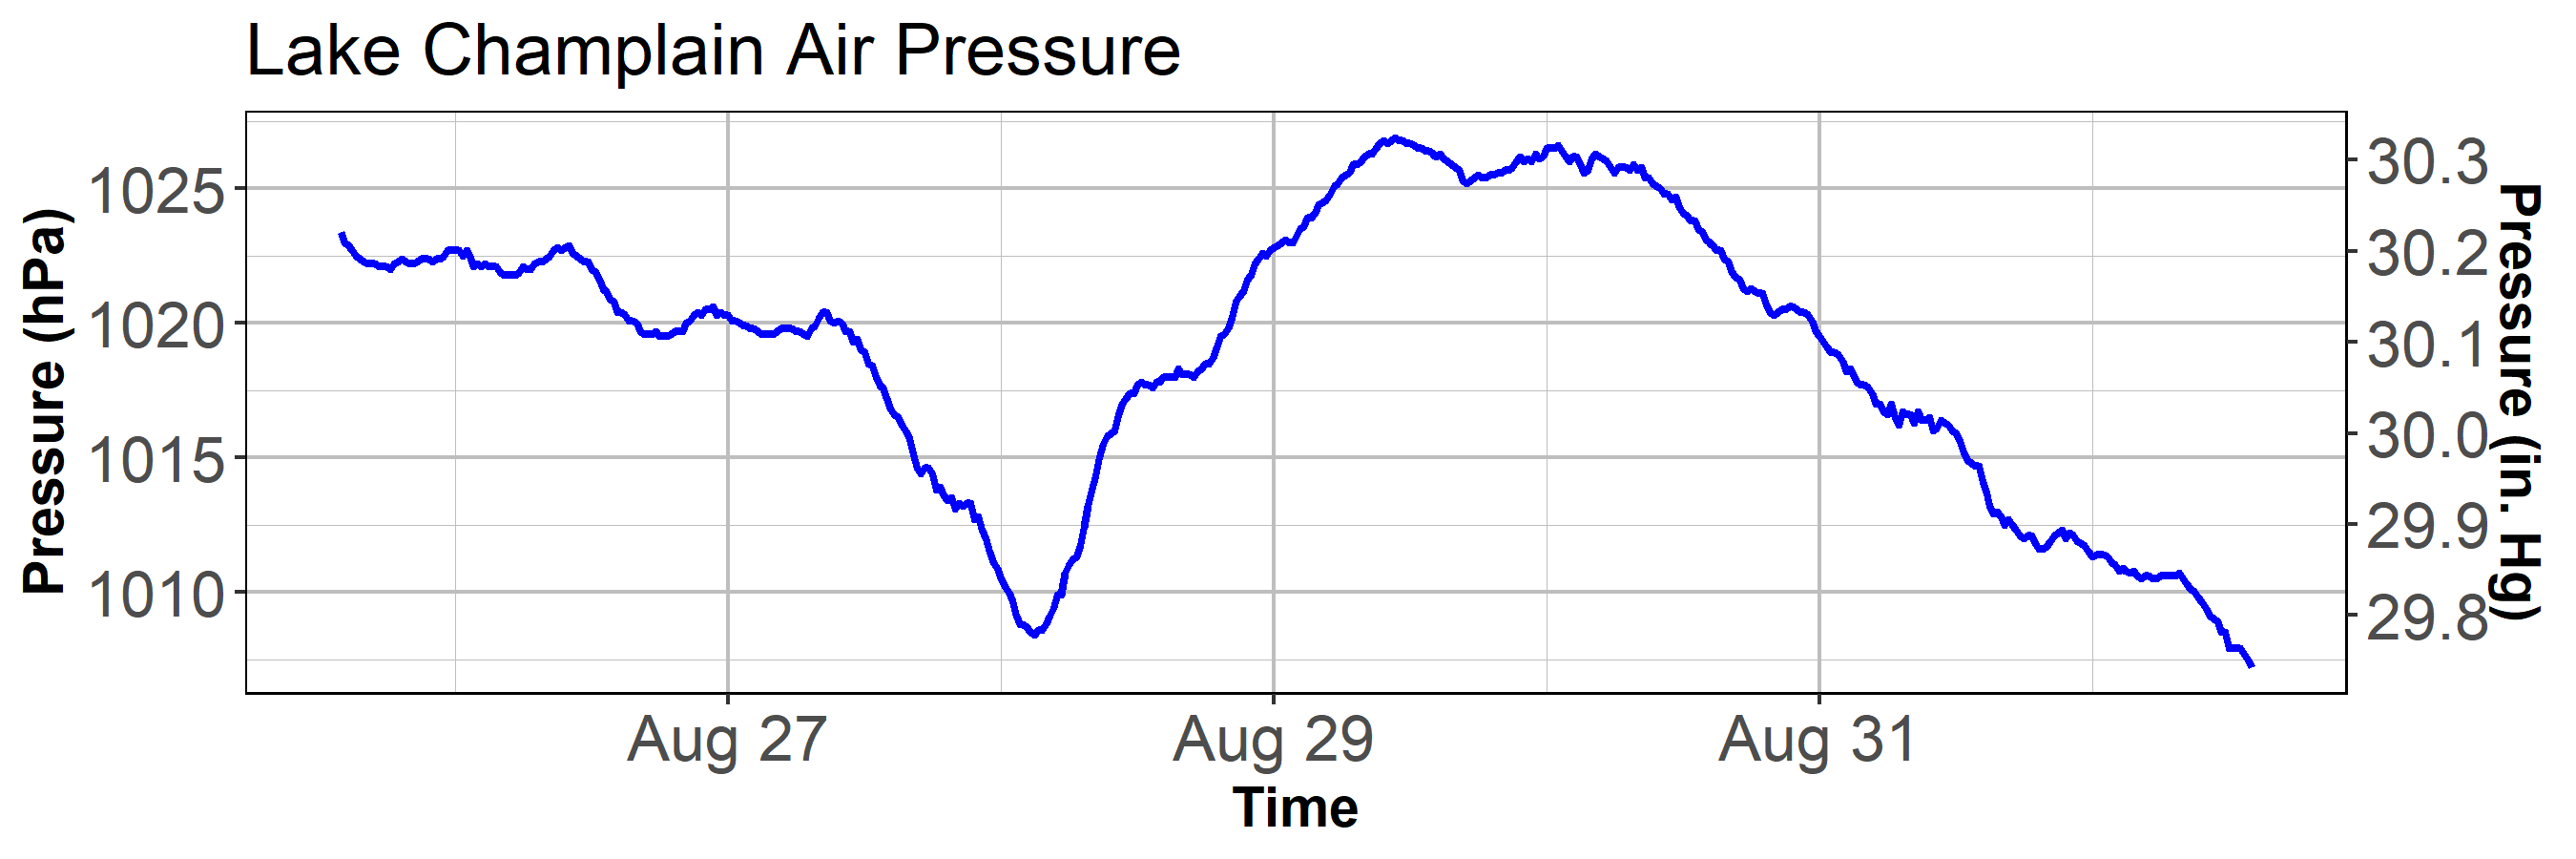 Lake Champlain Air Pressure
Pressure (hPa)
1025
1020
1015
1010
30.3
30.2
30.1
30.0
29.9
29.8
Pressure (in. Hg)
Aug 27 Aug 29 Aug 31
Time